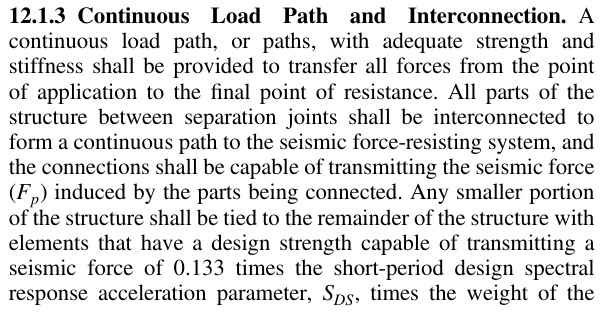 12.1.3 Continuous Load Path and Interconnection. A
continuous load path, or paths, with adequate strength and
stiffness shall be provided to transfer all forces from the point
of application to the final point of resistance. All parts of the
structure between separation joints shall be interconnected to
form a continuous path to the seismic force-resisting system, and
the connections shall be capable of transmitting the seismic force
(Fp) induced by the parts being connected. Any smaller portion
of the structure shall be tied to the remainder of the structure with
elements that have a design strength capable of transmitting a
seismic force of 0.133 times the short-period design spectral
response acceleration parameter, SDS, times the weight of the